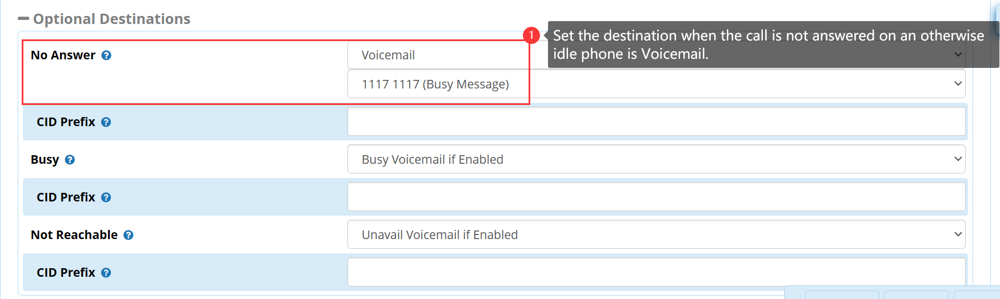 Optional Destinations
1
Set the destination when the call is not answered on an otherwise
idle phone is Voicemail.
No Answer ?
Voicemail
1117 1117 (Busy Message)
CID Prefix ?
Busy ?
Busy Voicemail if Enabled
CID Prefix ?
Not Reachable ?
Unavail Voicemail if Enabled
CID Prefix ?